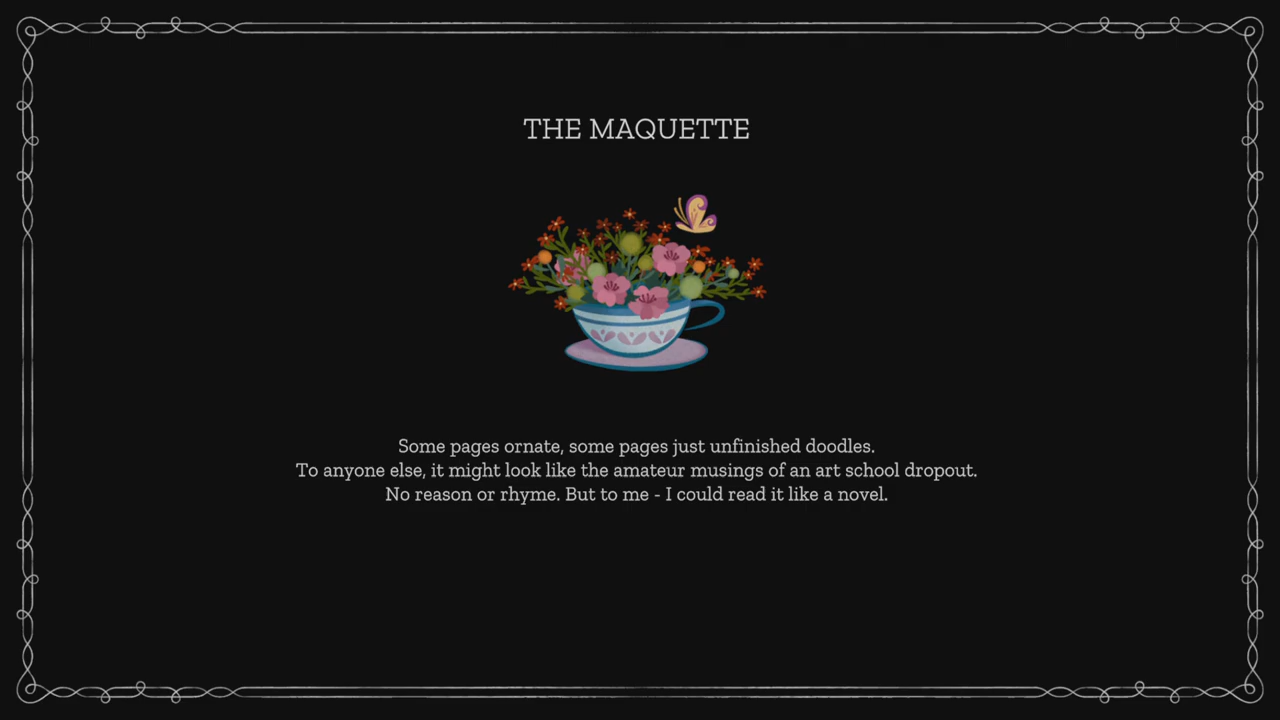 THE MAQUETTE
Some pages ornate, some pages just unfinished doodles.
To anyone else, it might look like the amateur musings of an art school dropout.
No reason or rhyme. But to me - I could read it like a novel.